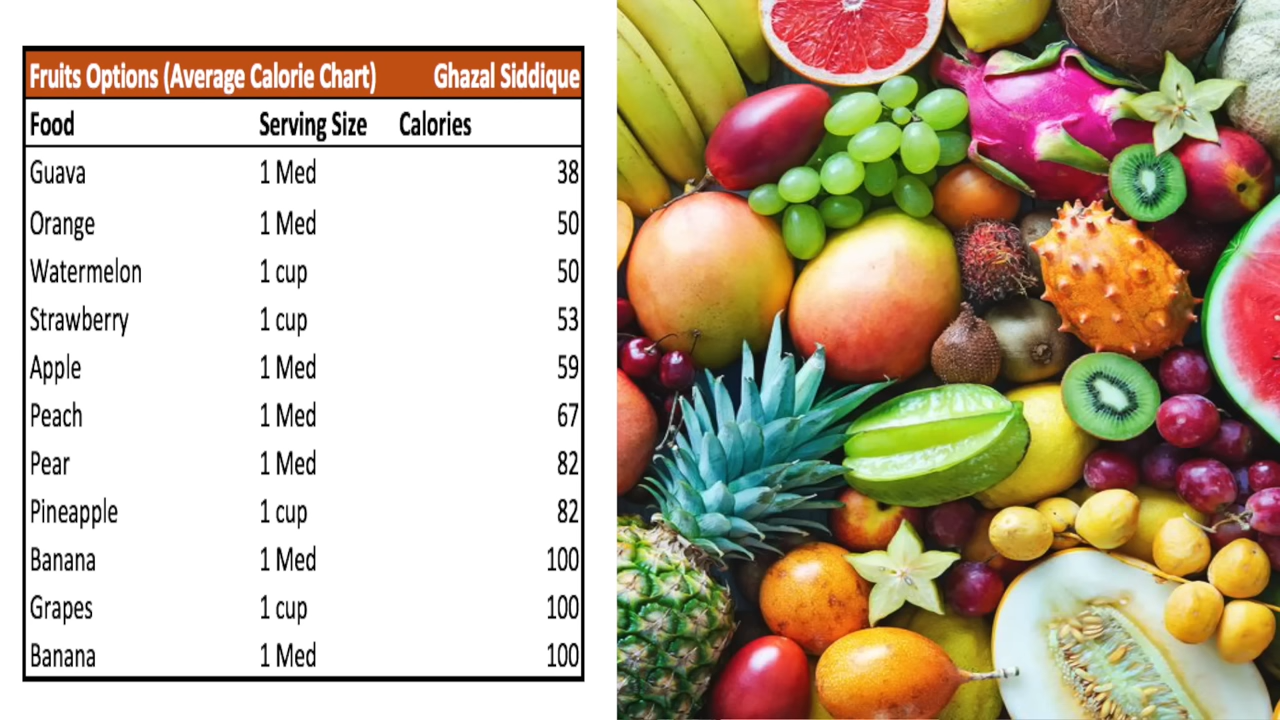 Fruits Options (Average Calorie Chart) Ghazal Siddique
Food Serving Size Calories
Guava 1 Med 38
Orange 1 Med 50
Watermelon 1 cup 50
Strawberry 1 cup 53
Apple 1 Med 59
Peach 1 Med 67
Pear 1 Med 82
Pineapple 1 cup 82
Banana 1 Med 100
Grapes 1 cup 100
Banana 1 Med 100